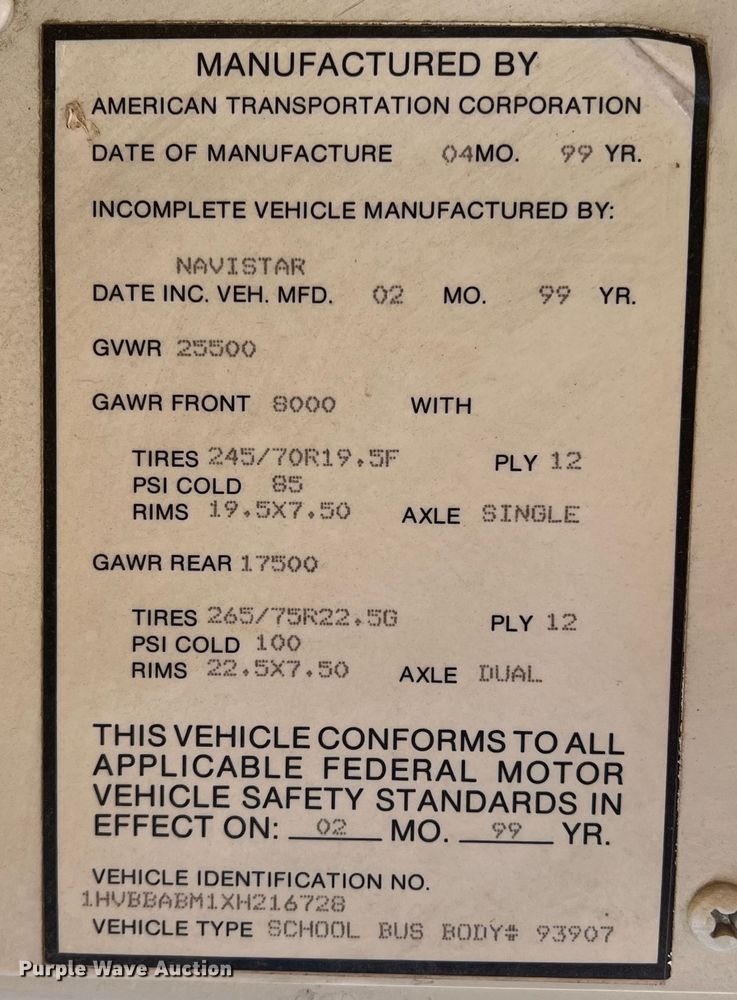 MANUFACTURED BY
AMERICAN TRANSPORTATION CORPORATION
DATE OF MANUFACTURE 04 MO. 99 YR.
INCOMPLETE VEHICLE MANUFACTURED BY:
NAVISTAR
DATE INC. VEH. MFD. 02 MO. 99 YR.
GVWR 25500
GAWR FRONT 8000 WITH
TIRES 245/70R19.5F PLY 12
PSI COLD 85
RIMS 19.5X7.50 AXLE SINGLE
GAWR REAR 17500
TIRES 265/75R22.5G PLY 12
PSI COLD 100
RIMS 22.5X7.50 AXLE DUAL
THIS VEHICLE CONFORMS TO ALL
APPLICABLE FEDERAL MOTOR
VEHICLE SAFETY STANDARDS IN
EFFECT ON: 02 MO. 99 YR.
VEHICLE IDENTIFICATION NO.
1HVBBABM1XH216728
VEHICLE TYPE SCHOOL BUS BODY# 93907
Purple Wave Auction